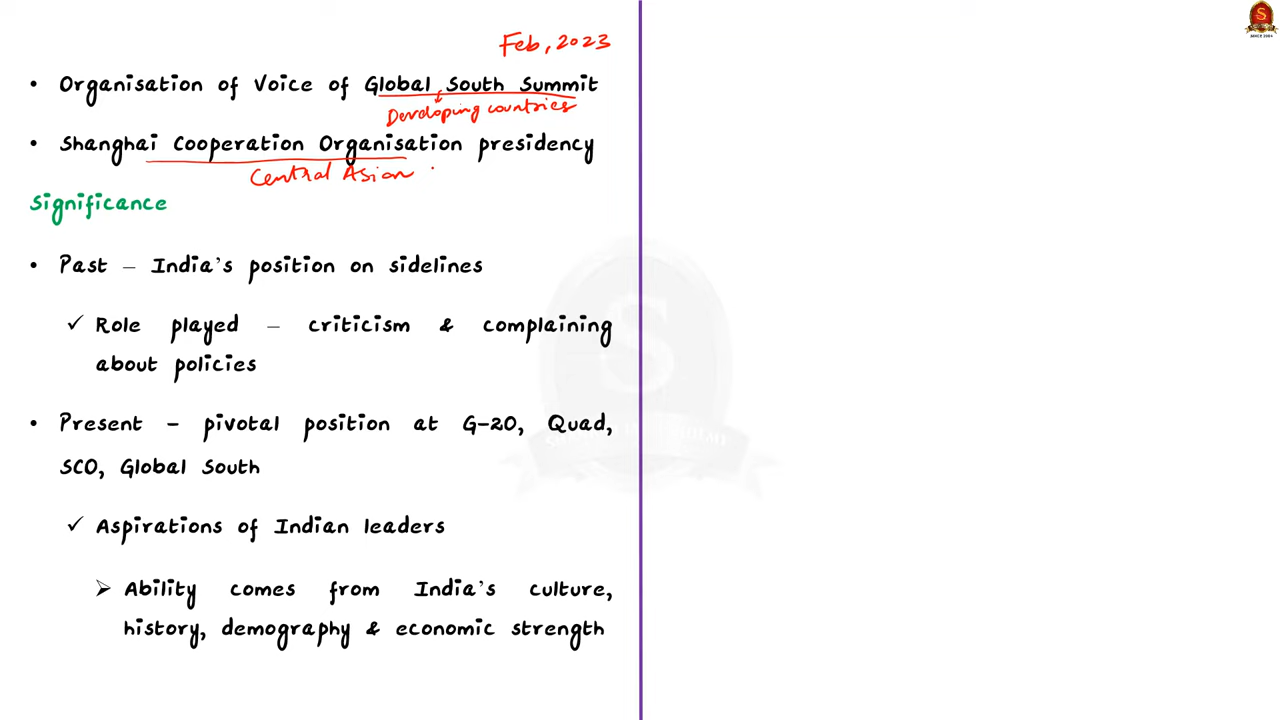 Feb, 2023
• Organisation of Voice of Global South Summit
Developing countries
• Shanghai Cooperation Organisation presidency
Central Asian
Significance
• Past – India's position on sidelines
✓ Role played – criticism & complaining
about policies
• Present - pivotal position at G-20, Quad,
SCO, Global South
✓ Aspirations of Indian leaders
➢ Ability comes from India's culture,
history, demography & economic strength
S